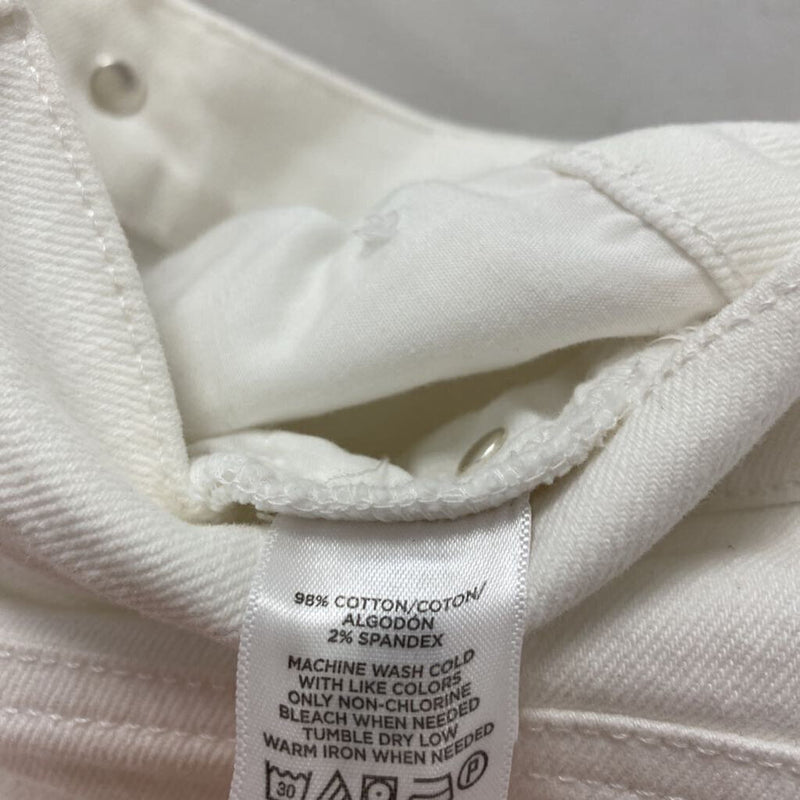 98% COTTON/COTON/
ALGODÓN
2% SPANDEX
MACHINE WASH COLD
WITH LIKE COLORS
ONLY NON-CHLORINE
BLEACH WHEN NEEDED
TUMBLE DRY LOW
WARM IRON WHEN NEEDED
30 P